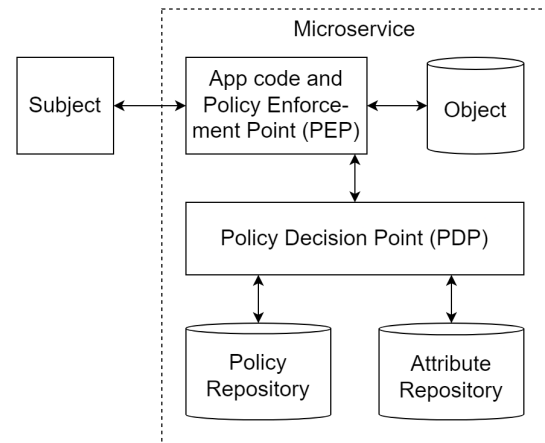 Microservice
Subject
App code and
Policy Enforce-
ment Point (PEP)
Object
Policy Decision Point (PDP)
Policy
Repository
Attribute
Repository